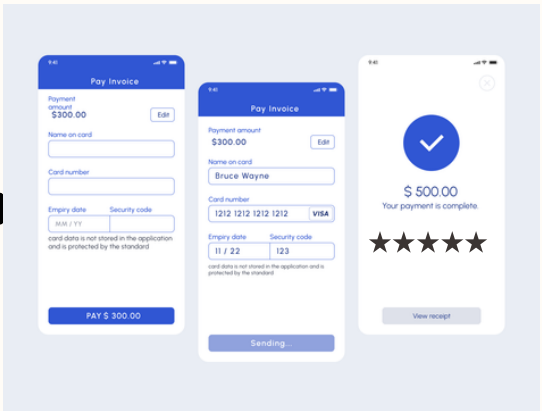 9:41
Pay Invoice
Payment
amount
$300.00
Edit
Name on card
Card number
Empiry date Security code
MM / YY
card data is not stored in the application
and is protected by the standard
PAY $ 300.00
9:41
Pay Invoice
Payment amount
$300.00
Edit
Name on card
Bruce Wayne
Card number
1212 1212 1212 1212 VISA
Empiry date Security code
11 / 22 123
card data is not stored in the application and is
protected by the standard
Sending...
9:41
$ 500.00
Your payment is complete.
View receipt